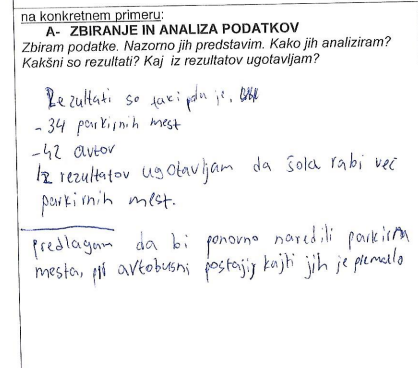 na konkretnem primeru:
A- ZBIRANJE IN ANALIZA PODATKOV
Zbiram podatke. Nazorno jih predstavim. Kako jih analiziram?
Kakšni so rezultati? Kaj iz rezultatov ugotavljam?
Rezultati so taki da je.
- 34 parkirnih mest
- 42 avtov
Iz rezultatov ugotavljam da šola rabi več
parkirnih mest.
predlagam da bi ponovno naredili parkirna
mesta, pri avtobusni postaji, kajti jih je premallo